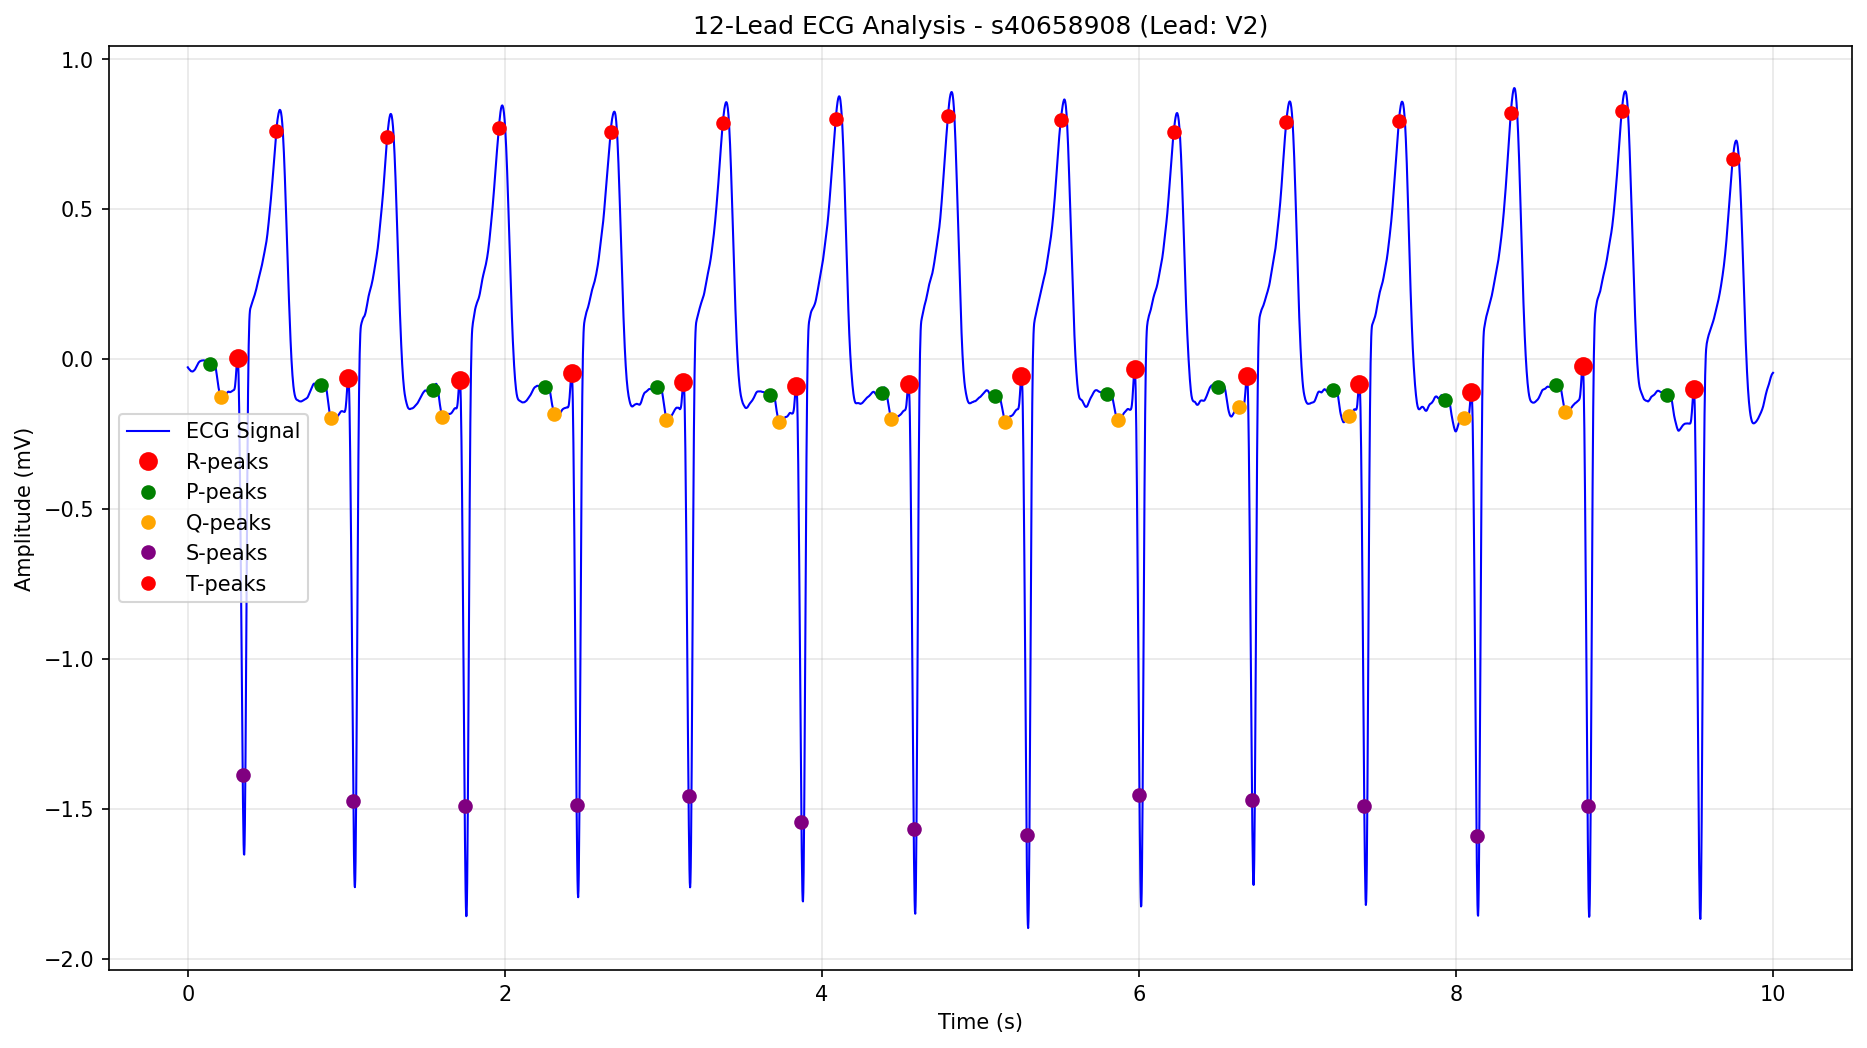 12-Lead ECG Analysis - s40658908 (Lead: V2)
1.0
0.5
0.0
−0.5
−1.0
−1.5
−2.0
Amplitude (mV)
ECG Signal
R-peaks
P-peaks
Q-peaks
S-peaks
T-peaks
0 2 4 6 8 10
Time (s)